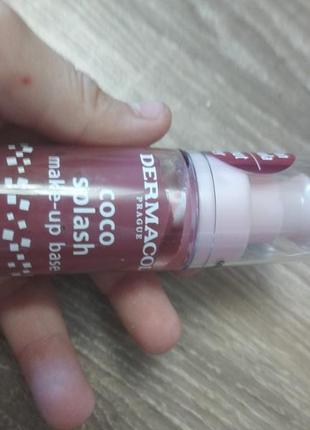 DERMACOL
PRAGUE
coco
splash
make-up base